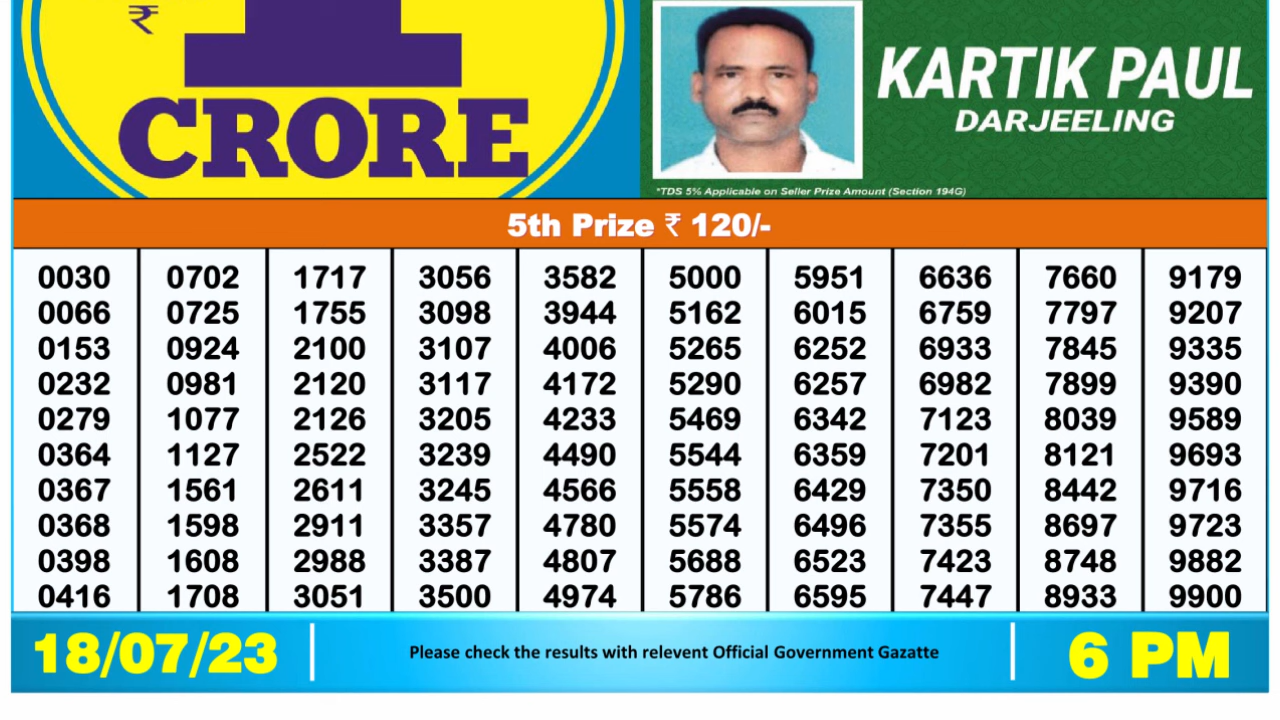 ₹
1
CRORE
KARTIK PAUL
DARJEELING
*TDS 5% Applicable on Seller Prize Amount (Section 194G)
5th Prize ₹ 120/-
0030 0702 1717 3056 3582 5000 5951 6636 7660 9179
0066 0725 1755 3098 3944 5162 6015 6759 7797 9207
0153 0924 2100 3107 4006 5265 6252 6933 7845 9335
0232 0981 2120 3117 4172 5290 6257 6982 7899 9390
0279 1077 2126 3205 4233 5469 6342 7123 8039 9589
0364 1127 2522 3239 4490 5544 6359 7201 8121 9693
0367 1561 2611 3245 4566 5558 6429 7350 8442 9716
0368 1598 2911 3357 4780 5574 6496 7355 8697 9723
0398 1608 2988 3387 4807 5688 6523 7423 8748 9882
0416 1708 3051 3500 4974 5786 6595 7447 8933 9900
18/07/23
Please check the results with relevent Official Government Gazatte
6 PM